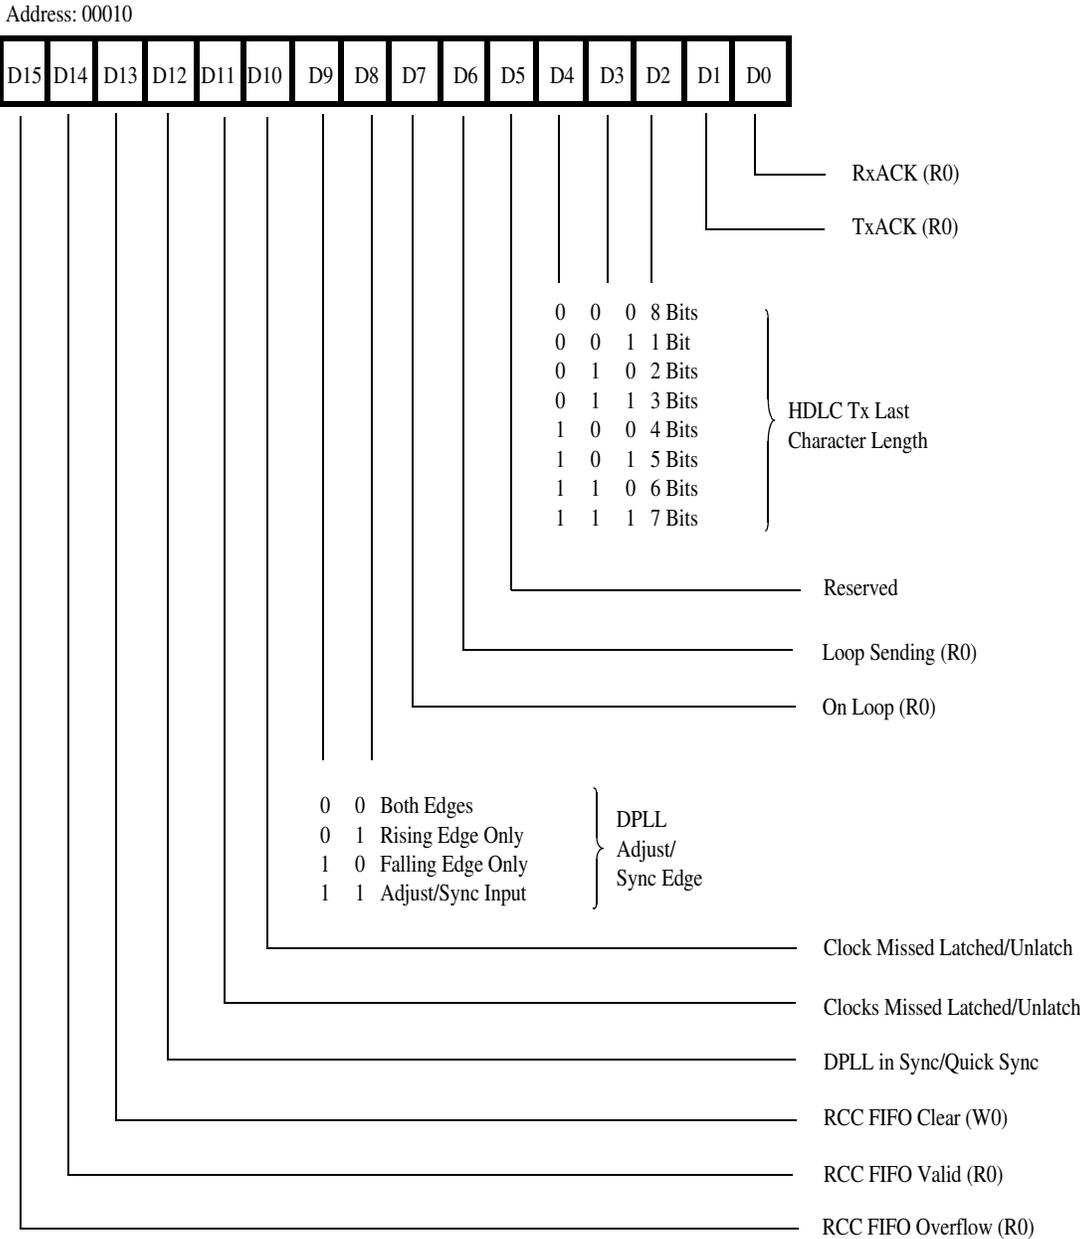 Address: 00010
D15 D14 D13 D12 D11 D10 D9 D8 D7 D6 D5 D4 D3 D2 D1 D0
RxACK (R0)
TxACK (R0)
0 0 0 8 Bits
0 0 1 1 Bit
0 1 0 2 Bits
0 1 1 3 Bits
1 0 0 4 Bits
1 0 1 5 Bits
1 1 0 6 Bits
1 1 1 7 Bits
HDLC Tx Last
Character Length
Reserved
Loop Sending (R0)
On Loop (R0)
0 0 Both Edges
0 1 Rising Edge Only
1 0 Falling Edge Only
1 1 Adjust/Sync Input
DPLL
Adjust/
Sync Edge
Clock Missed Latched/Unlatch
Clocks Missed Latched/Unlatch
DPLL in Sync/Quick Sync
RCC FIFO Clear (W0)
RCC FIFO Valid (R0)
RCC FIFO Overflow (R0)